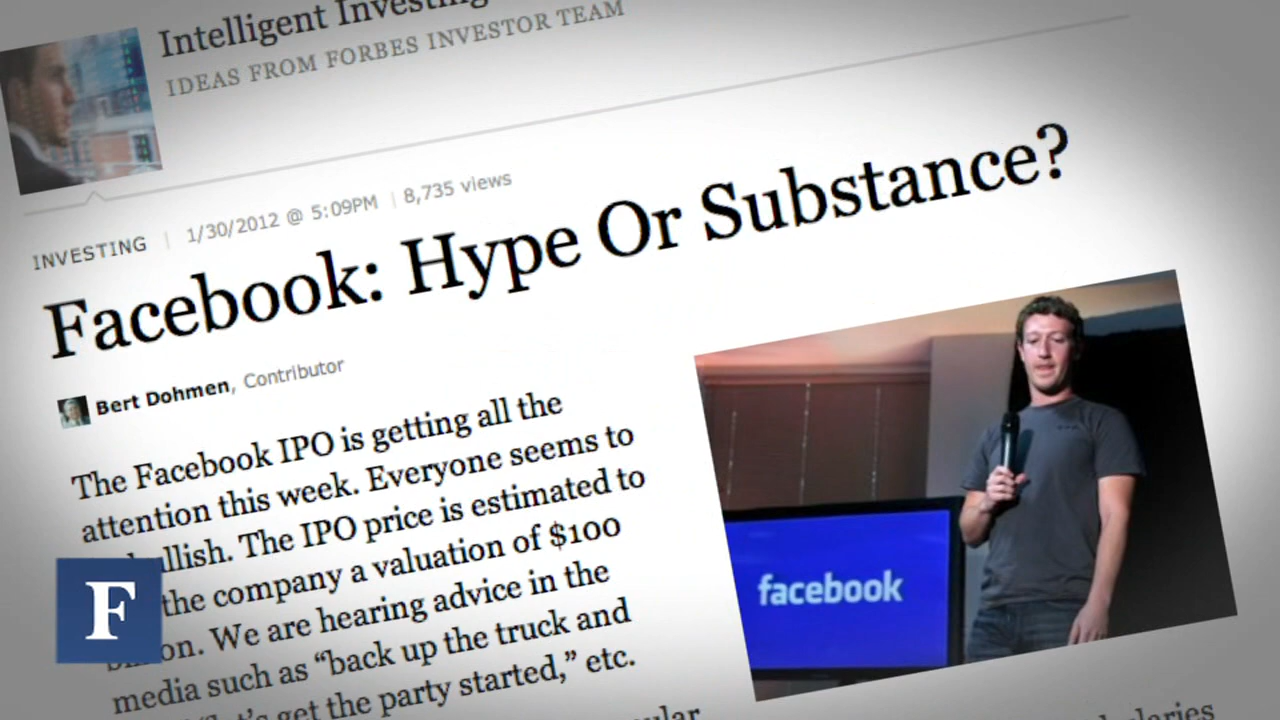 Intelligent Investing
IDEAS FROM FORBES INVESTOR TEAM
INVESTING | 1/30/2012 @ 5:09PM | 8,735 views
Facebook: Hype Or Substance?
Bert Dohmen, Contributor
The Facebook IPO is getting all the
attention this week. Everyone seems to
The IPO price is estimated to
the company a valuation of $100
We are hearing advice in the
media such as “back up the truck and
get the party started,” etc.
facebook
F